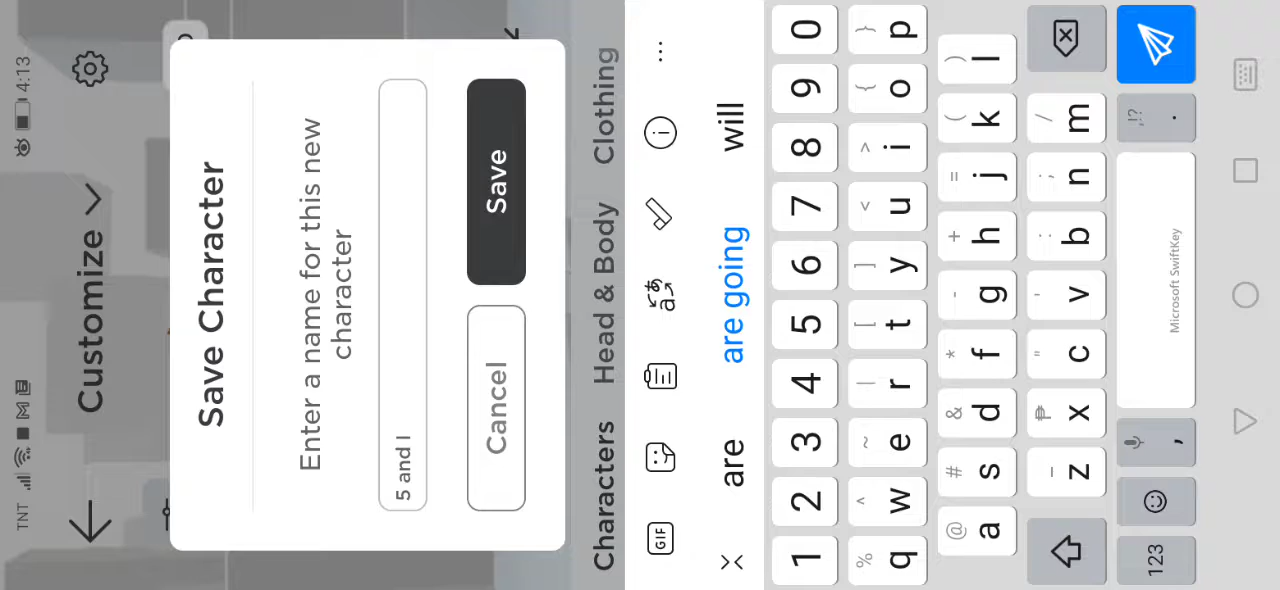 TNT 4:13
Customize
Save Character
Enter a name for this new
character
5 and I
Cancel Save
Characters Head & Body Clothing
GIF
are are going will
1 2 3 4 5 6 7 8 9 0
% ^ ~ | [ ] < > { }
q w e r t y u i o p
@ # & * - + = ( )
a s d f g h j k l
_ ₱ " ' : ; /
z x c v b n m
123 , Microsoft SwiftKey ,!? .